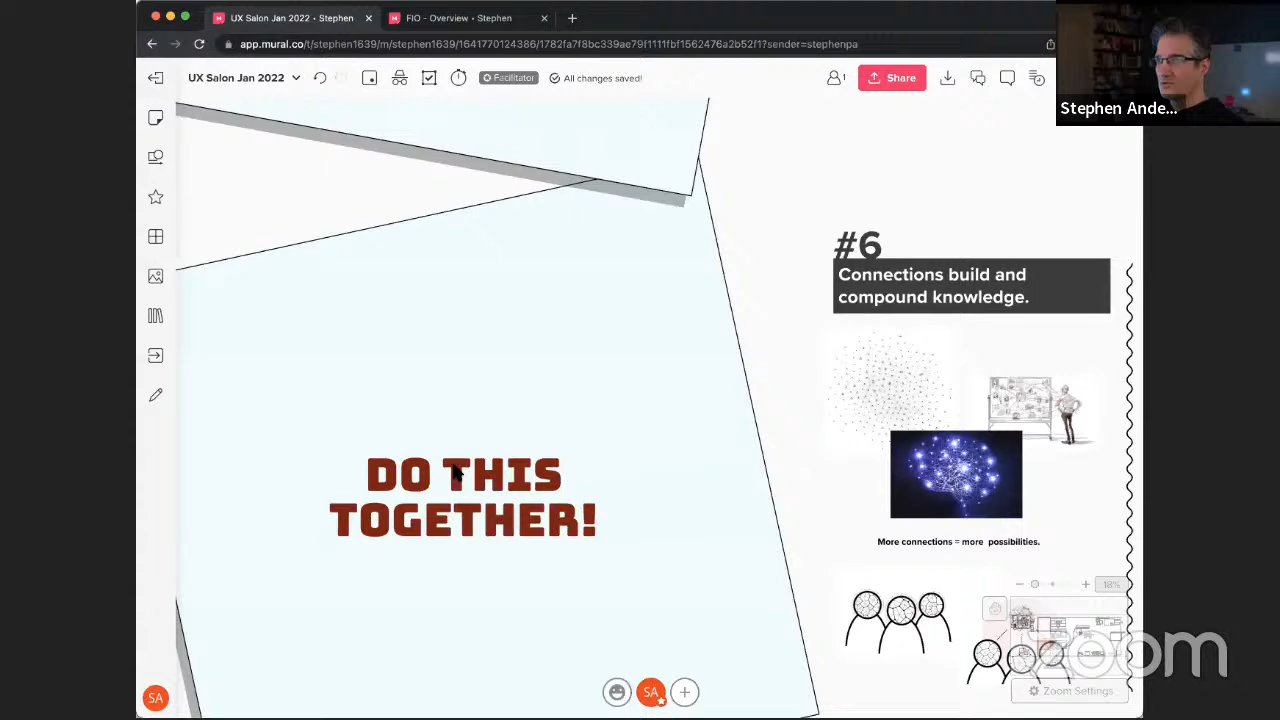 UX Salon Jan 2022 • Stephen
FIO - Overview • Stephen
app.mural.co/t/stephen1639/m/stephen1639/1641770124386/1782fa7f8bc339ae79f1111fbf1562476a2b52f1?sender=stephenpa
UX Salon Jan 2022
Facilitator
All changes saved!
1
Share
Stephen Ande...
#6
Connections build and
compound knowledge.
DO THIS
TOGETHER!
More connections = more possibilities.
18%
zoom
Zoom Settings
SA
SA